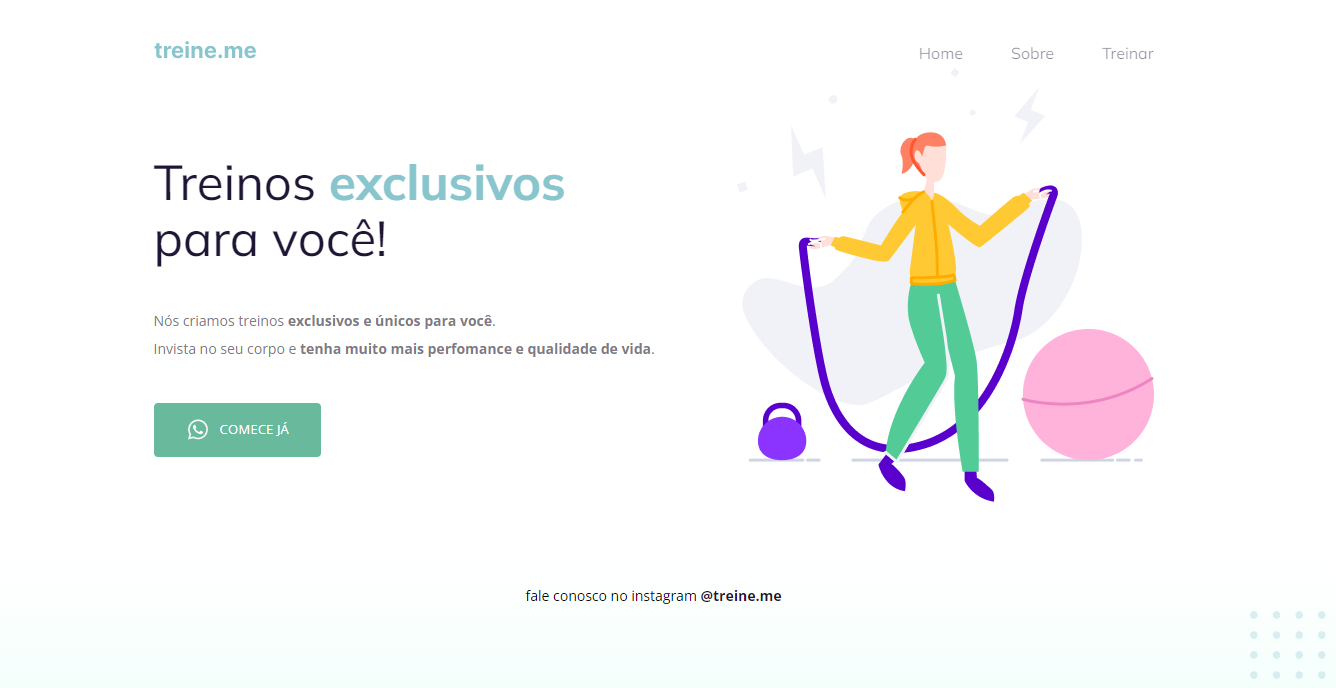 treine.me
Home Sobre Treinar
Treinos exclusivos
para você!
Nós criamos treinos exclusivos e únicos para você.
Invista no seu corpo e tenha muito mais perfomance e qualidade de vida.
COMECE JÁ
fale conosco no instagram @treine.me